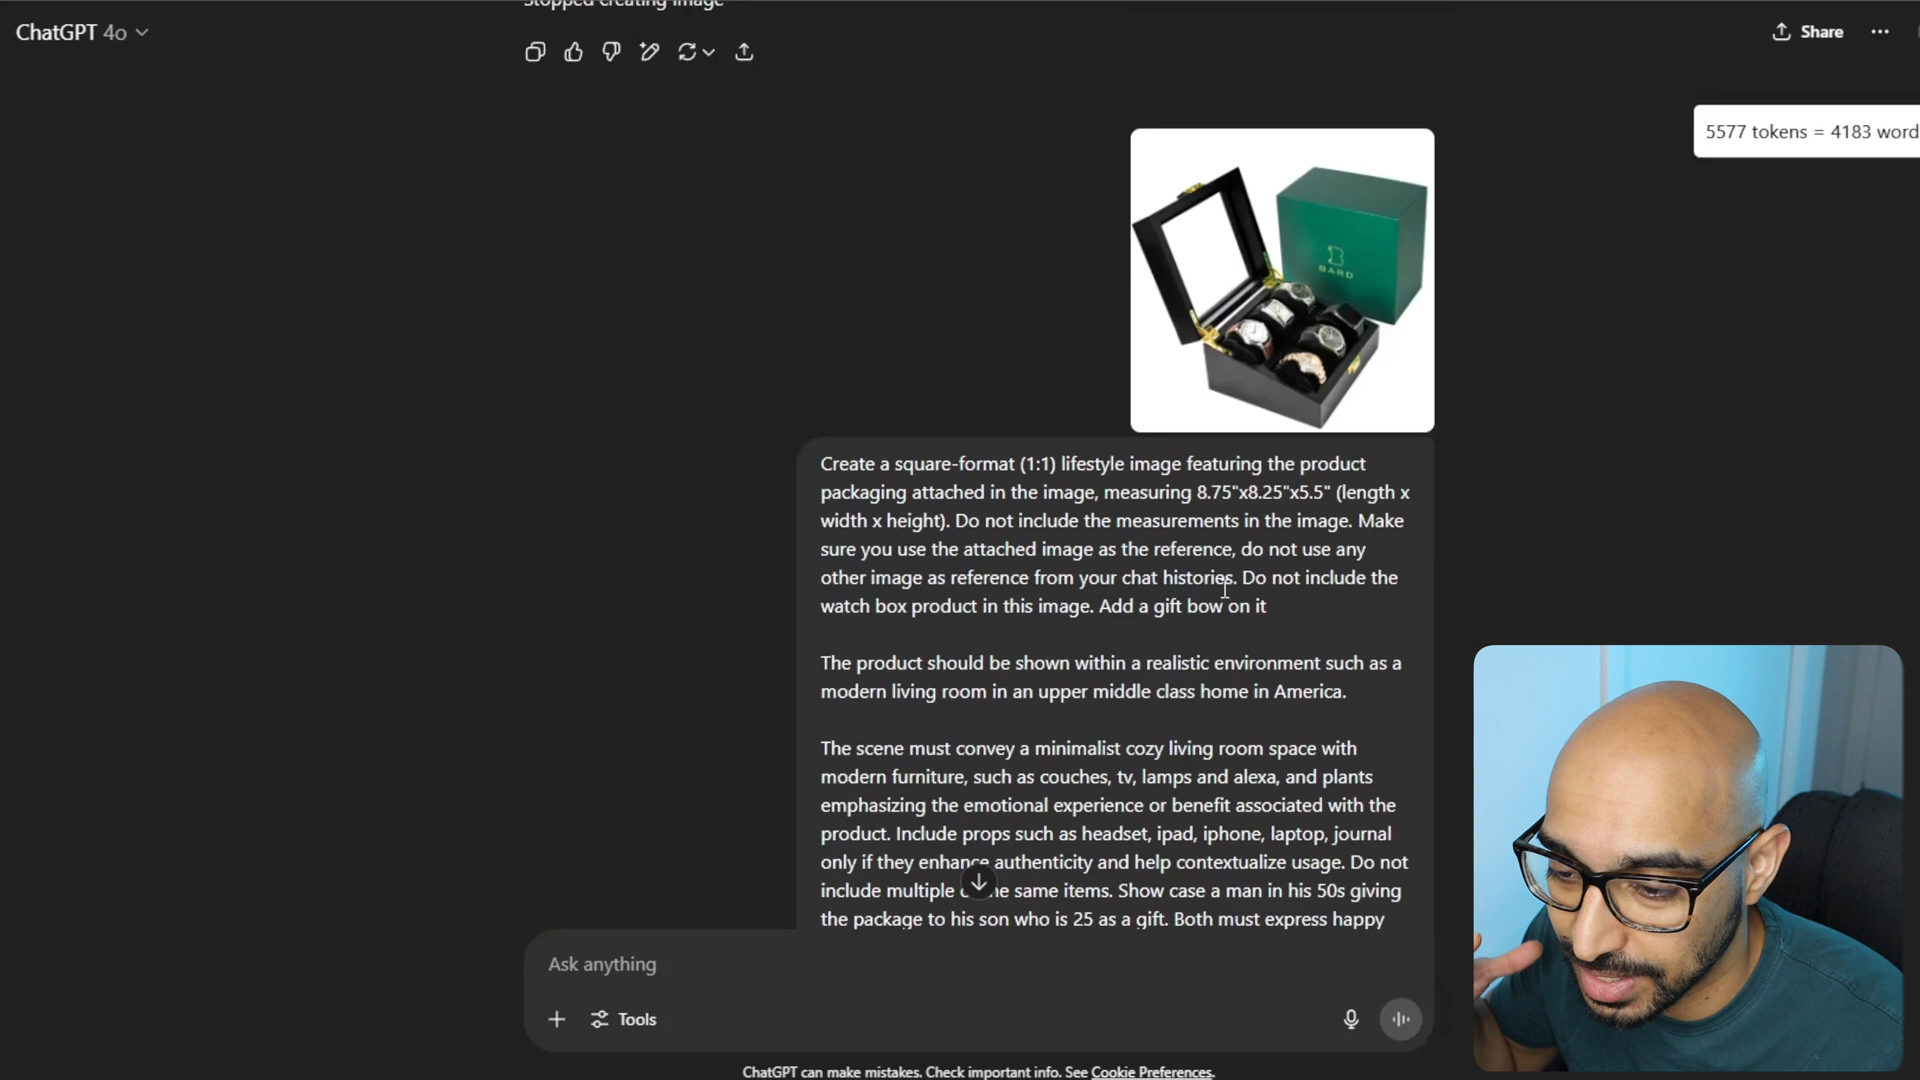 Stopped creating image
ChatGPT 4o
Share
5577 tokens = 4183 word
BARD
Create a square-format (1:1) lifestyle image featuring the product
packaging attached in the image, measuring 8.75"x8.25"x5.5" (length x
width x height). Do not include the measurements in the image. Make
sure you use the attached image as the reference, do not use any
other image as reference from your chat histories. Do not include the
watch box product in this image. Add a gift bow on it
The product should be shown within a realistic environment such as a
modern living room in an upper middle class home in America.
The scene must convey a minimalist cozy living room space with
modern furniture, such as couches, tv, lamps and alexa, and plants
emphasizing the emotional experience or benefit associated with the
product. Include props such as headset, ipad, iphone, laptop, journal
only if they enhance authenticity and help contextualize usage. Do not
include multiple he same items. Show case a man in his 50s giving
the package to his son who is 25 as a gift. Both must express happy
Ask anything
Tools
ChatGPT can make mistakes. Check important info. See Cookie Preferences.